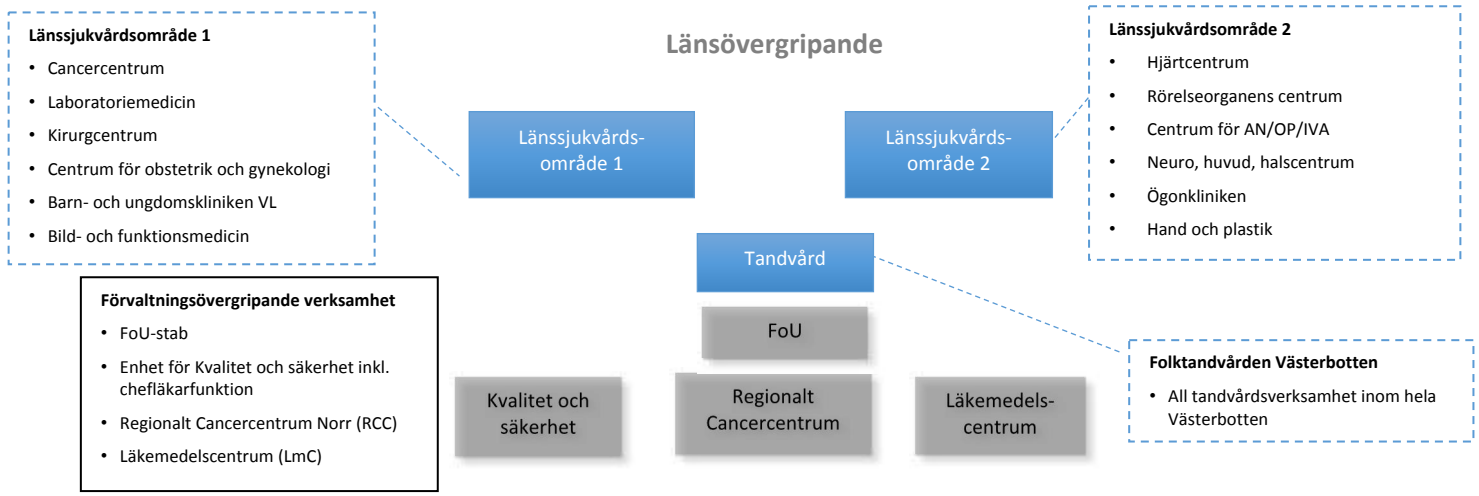 Länssjukvårdsområde 1
• Cancercentrum
• Laboratoriemedicin
• Kirurgcentrum
• Centrum för obstetrik och gynekologi
• Barn- och ungdomskliniken VL
• Bild- och funktionsmedicin
Länsövergripande
Länssjukvårds-
område 1
Länssjukvårds-
område 2
Länssjukvårdsområde 2
• Hjärtcentrum
• Rörelseorganens centrum
• Centrum för AN/OP/IVA
• Neuro, huvud, halscentrum
• Ögonkliniken
• Hand och plastik
Tandvård
Förvaltningsövergripande verksamhet
• FoU-stab
• Enhet för Kvalitet och säkerhet inkl.
chefläkarfunktion
• Regionalt Cancercentrum Norr (RCC)
• Läkemedelscentrum (LmC)
FoU
Kvalitet och
säkerhet
Regionalt
Cancercentrum
Läkemedels-
centrum
Folktandvården Västerbotten
• All tandvårdsverksamhet inom hela
Västerbotten